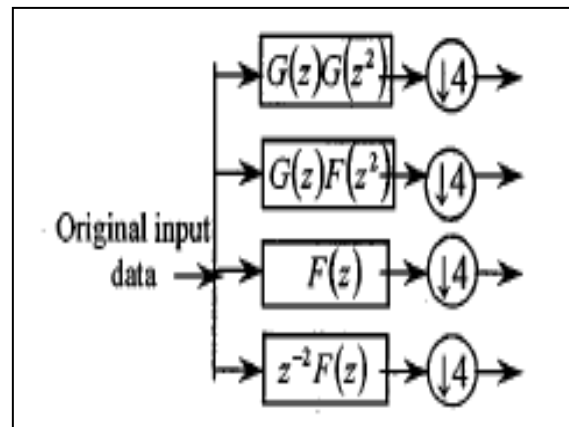 G(z)G(z²) ↓4
G(z)F(z²) ↓4
Original input
data
F(z) ↓4
z⁻²F(z) ↓4